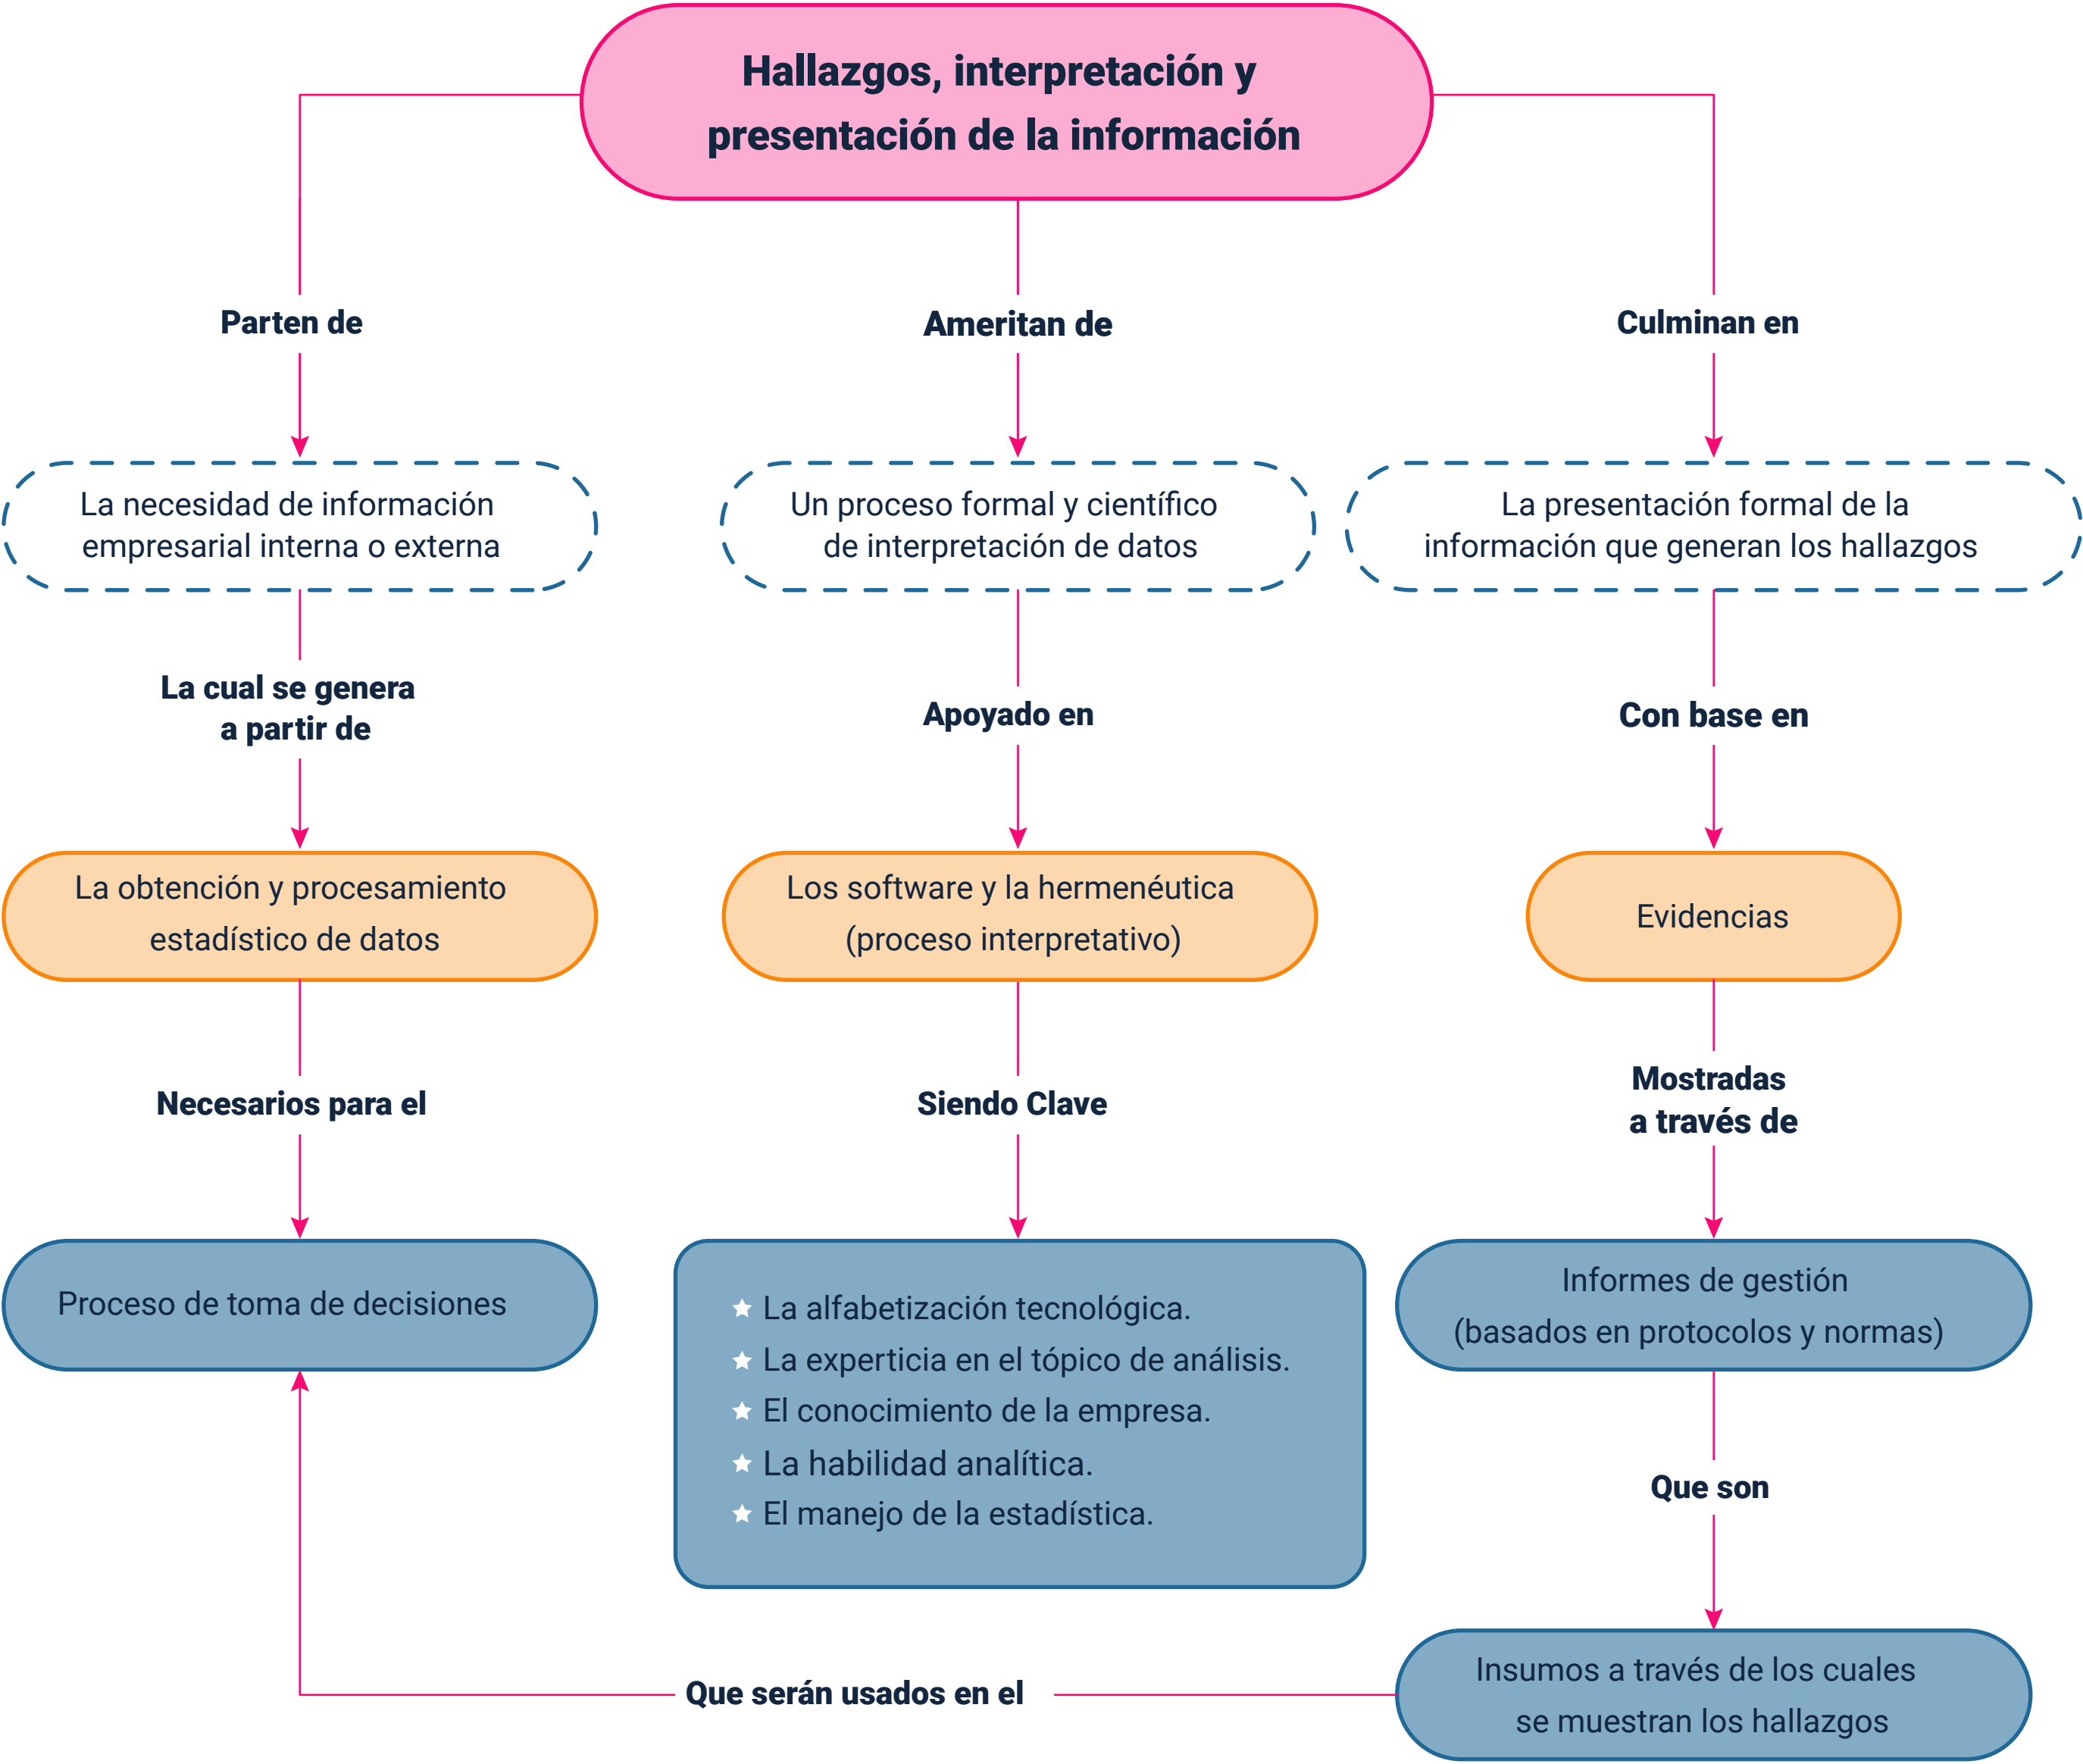 Hallazgos, interpretación y
presentación de la información
Parten de
La necesidad de información
empresarial interna o externa
La cual se genera
a partir de
La obtención y procesamiento
estadístico de datos
Necesarios para el
Proceso de toma de decisiones
Ameritan de
Un proceso formal y científico
de interpretación de datos
Apoyado en
Los software y la hermenéutica
(proceso interpretativo)
Siendo Clave
La alfabetización tecnológica.
La experticia en el tópico de análisis.
El conocimiento de la empresa.
La habilidad analítica.
El manejo de la estadística.
Culminan en
La presentación formal de la
información que generan los hallazgos
Con base en
Evidencias
Mostradas
a través de
Informes de gestión
(basados en protocolos y normas)
Que son
Insumos a través de los cuales
se muestran los hallazgos
Que serán usados en el